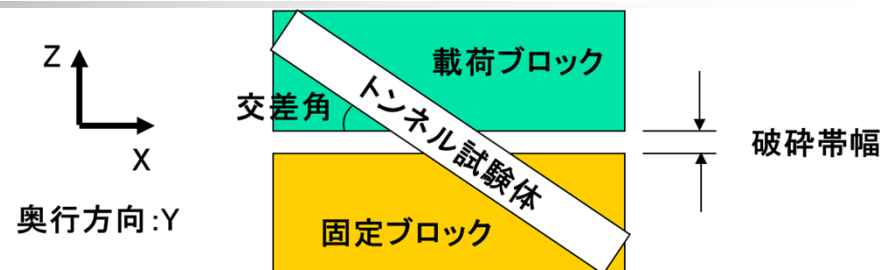 Z
載荷ブロック
交差角
トンネル試験体
X
破砕帯幅
奥行方向:Y
固定ブロック